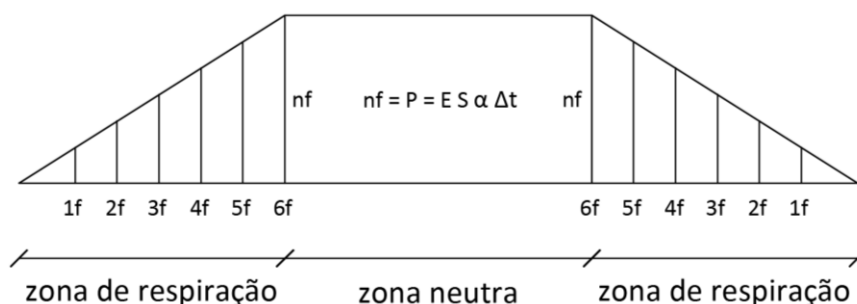 nf nf = P = E S α Δt nf
1f 2f 3f 4f 5f 6f 6f 5f 4f 3f 2f 1f
zona de respiração zona neutra zona de respiração